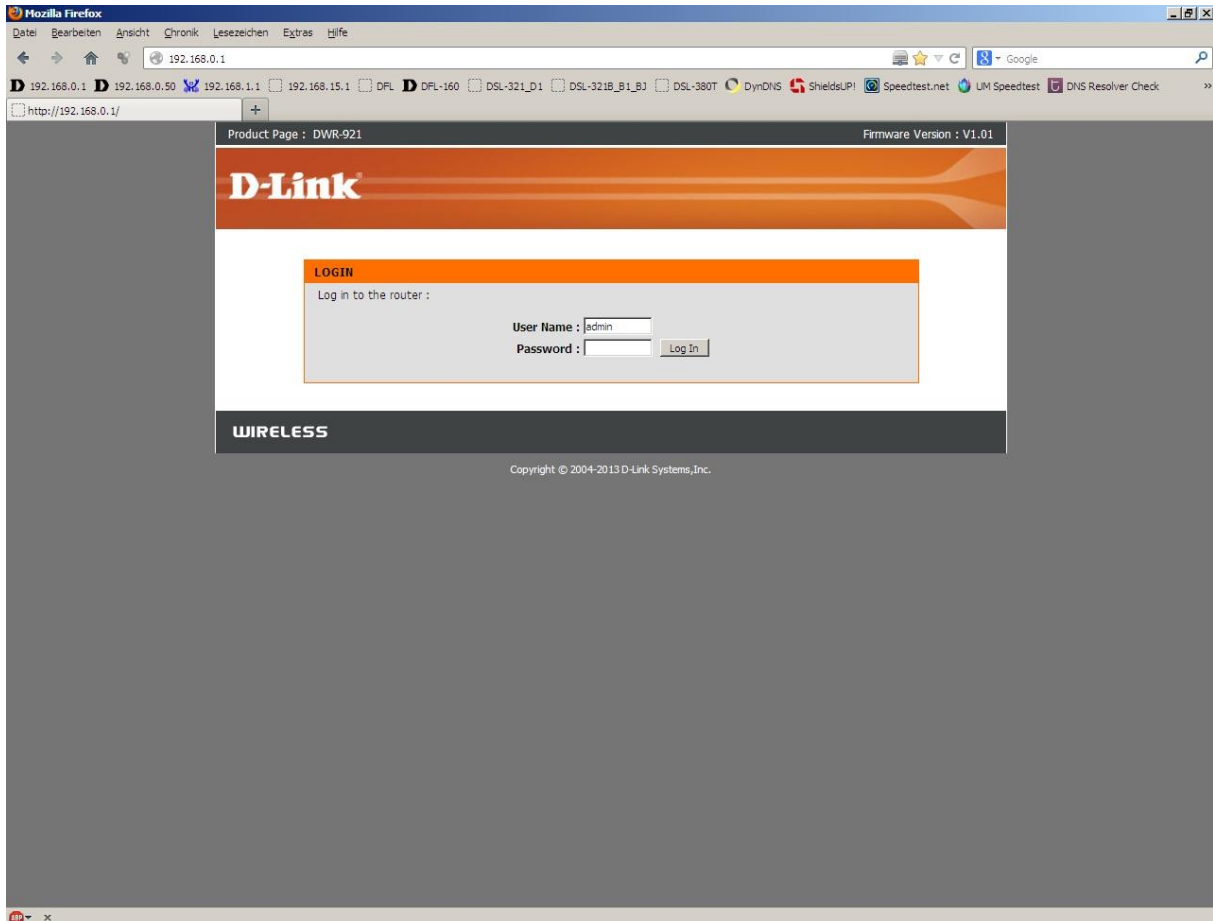 Mozilla Firefox
Datei Bearbeiten Ansicht Chronik Lesezeichen Extras Hilfe
192.168.0.1 Google
192.168.0.1 192.168.0.50 192.168.1.1 192.168.15.1 DFL DFL-160 DSL-321_D1 DSL-321B_B1_BJ DSL-380T DynDNS ShieldsUP! Speedtest.net UM Speedtest DNS Resolver Check »
http://192.168.0.1/ +
Product Page : DWR-921 Firmware Version : V1.01
D-Link
LOGIN
Log in to the router :
User Name : admin
Password : Log In
WIRELESS
Copyright © 2004-2013 D-Link Systems,Inc.
ABP x